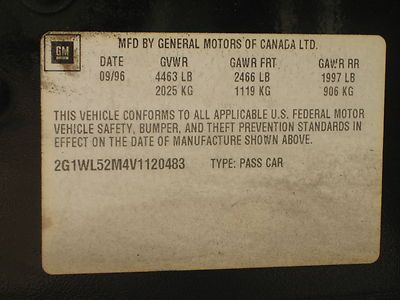 GM
MFD BY GENERAL MOTORS OF CANADA LTD.
DATE GVWR GAWR FRT GAWR RR
09/96 4463 LB 2466 LB 1997 LB
2025 KG 1119 KG 906 KG
THIS VEHICLE CONFORMS TO ALL APPLICABLE U.S. FEDERAL MOTOR
VEHICLE SAFETY, BUMPER, AND THEFT PREVENTION STANDARDS IN
EFFECT ON THE DATE OF MANUFACTURE SHOWN ABOVE.
2G1WL52M4V1120483 TYPE: PASS CAR